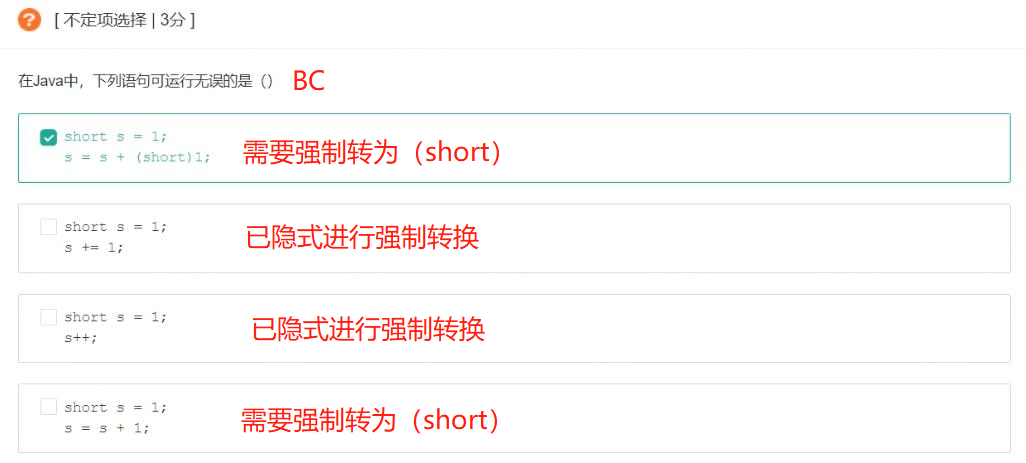 [ 不定项选择 | 3分 ]
在Java中，下列语句可运行无误的是（） BC
short s = 1;
s = s + (short)1; 需要强制转为（short）
short s = 1;
s += 1; 已隐式进行强制转换
short s = 1;
s++; 已隐式进行强制转换
short s = 1;
s = s + 1; 需要强制转为（short）